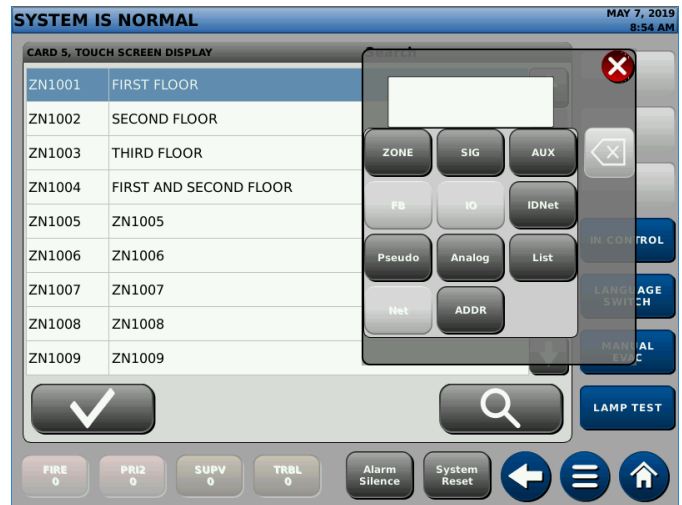 SYSTEM IS NORMAL
MAY 7, 2019
8:54 AM
CARD 5, TOUCH SCREEN DISPLAY
Search
ZN1001 FIRST FLOOR
ZN1002 SECOND FLOOR
ZN1003 THIRD FLOOR
ZN1004 FIRST AND SECOND FLOOR
ZN1005 ZN1005
ZN1006 ZN1006
ZN1007 ZN1007
ZN1008 ZN1008
ZN1009 ZN1009
ZONE SIG AUX
FB IO IDNet
Pseudo Analog List
Net ADDR
IN CONTROL
LANGUAGE
SWITCH
MANUAL
EVAC
LAMP TEST
FIRE
0
PRI2
0
SUPV
0
TRBL
0
Alarm
Silence
System
Reset